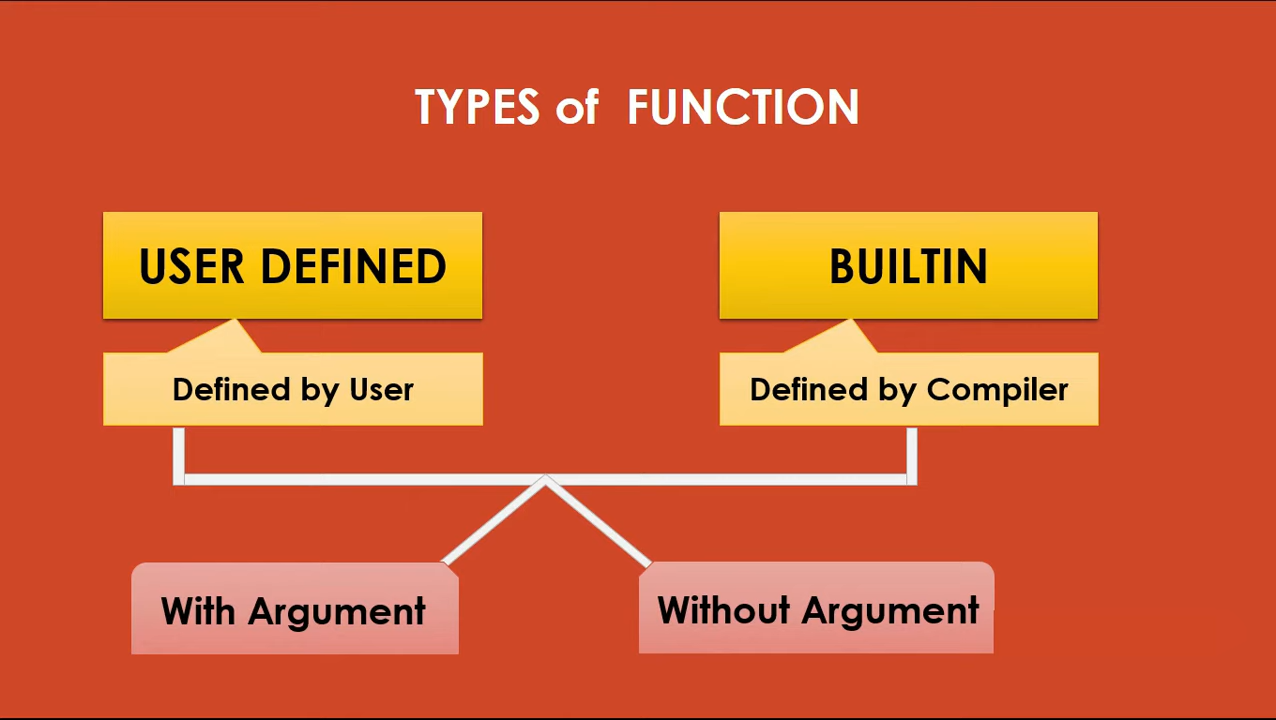 TYPES of FUNCTION
USER DEFINED
BUILTIN
Defined by User
Defined by Compiler
With Argument
Without Argument